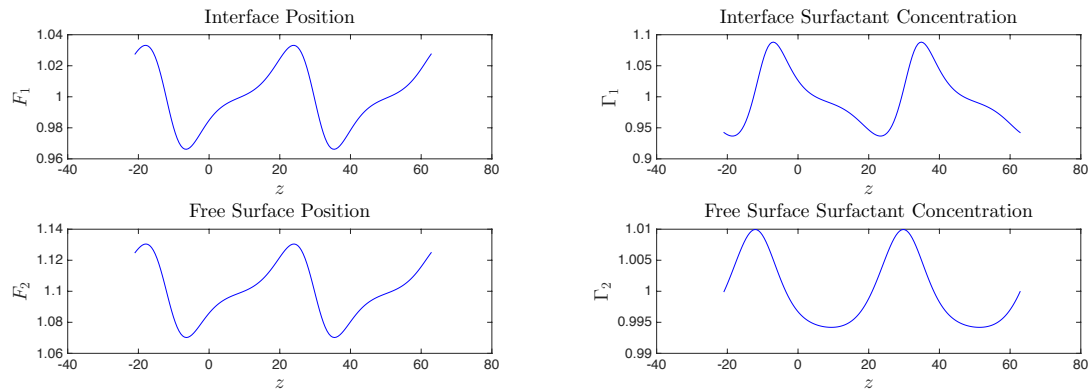 Interface Position
1.04
1.02
1
0.98
0.96
F₁
-40 -20 0 20 40 60 80
z
Interface Surfactant Concentration
1.1
1.05
1
0.95
0.9
Γ₁
-40 -20 0 20 40 60 80
z
Free Surface Position
1.14
1.12
1.1
1.08
1.06
F₂
-40 -20 0 20 40 60 80
z
Free Surface Surfactant Concentration
1.01
1.005
1
0.995
0.99
Γ₂
-40 -20 0 20 40 60 80
z